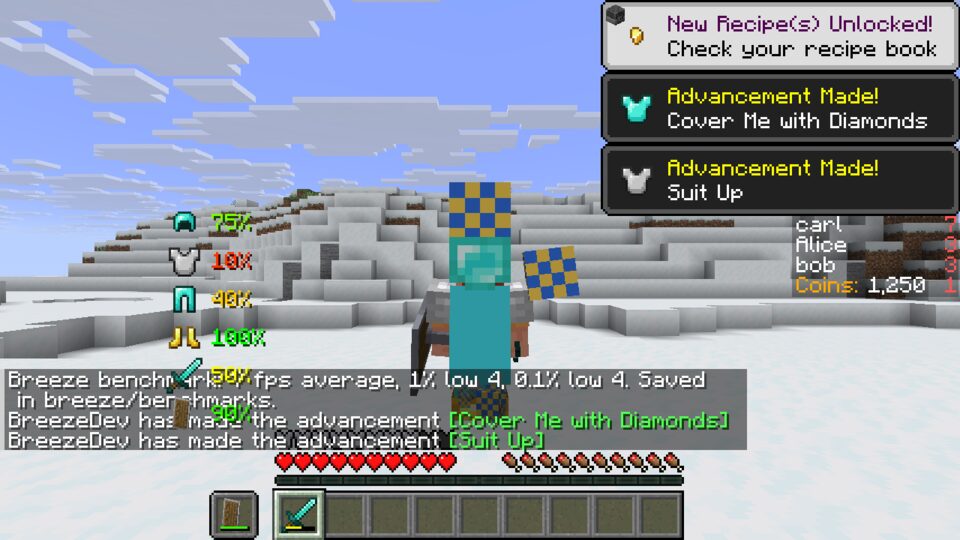 New Recipe(s) Unlocked!
Check your recipe book
Advancement Made!
Cover Me with Diamonds
Advancement Made!
Suit Up
carl 7
Alice
bob
Coins: 1,250
75%
10%
40%
100%
50%
90%
Breeze fps average, 1% low 4, 0.1% low 4. Saved
in
BreezeDev has made the advancement [Cover Me with Diamonds]
BreezeDev has made the advancement [Suit Up]